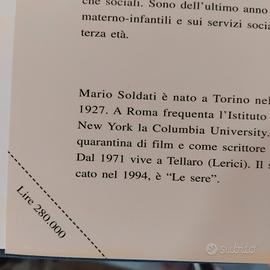 che sociali. Sono dell'ultimo anno
materno-infantili e sui servizi socia
terza età.
Mario Soldati è nato a Torino nel
1927. A Roma frequenta l'Istituto
New York la Columbia University.
quarantina di film e come scrittore
Dal 1971 vive a Tellaro (Lerici). Il s
cato nel 1994, è "Le sere".
Lire 280.000
subito